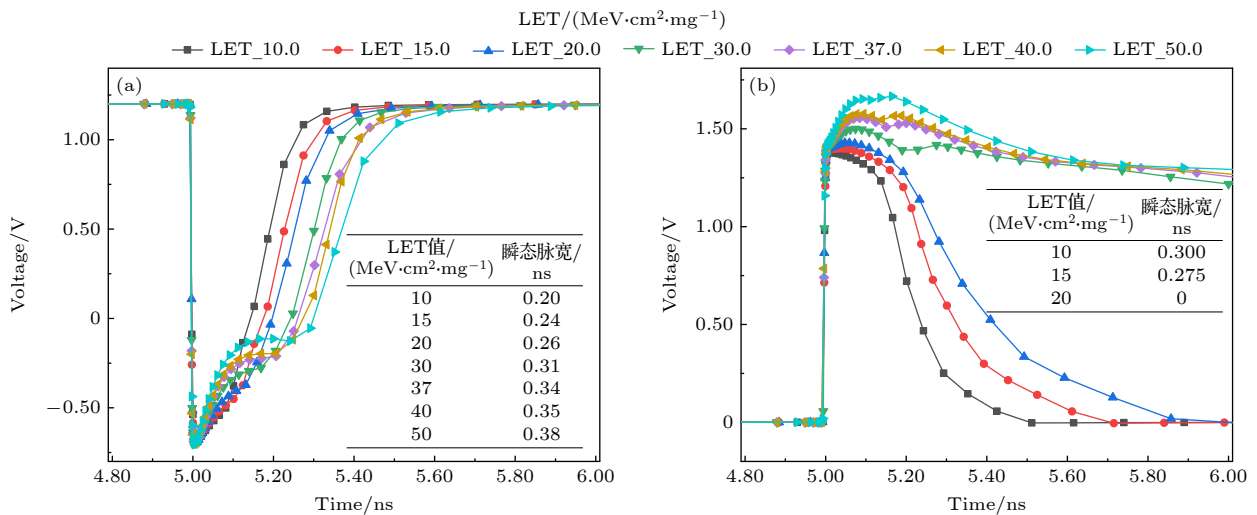 LET/(MeV·cm²·mg⁻¹)
LET_10.0 LET_15.0 LET_20.0 LET_30.0 LET_37.0 LET_40.0 LET_50.0
(a)
1.00
0.50
0
−0.50
Voltage/V
4.80 5.00 5.20 5.40 5.60 5.80 6.00
Time/ns
LET值/ 瞬态脉宽/
(MeV·cm²·mg⁻¹) ns
10 0.20
15 0.24
20 0.26
30 0.31
37 0.34
40 0.35
50 0.38
(b)
1.50
1.00
0.50
0
Voltage/V
4.80 5.00 5.20 5.40 5.60 5.80 6.00
Time/ns
LET值/ 瞬态脉宽/
(MeV·cm²·mg⁻¹) ns
10 0.300
15 0.275
20 0